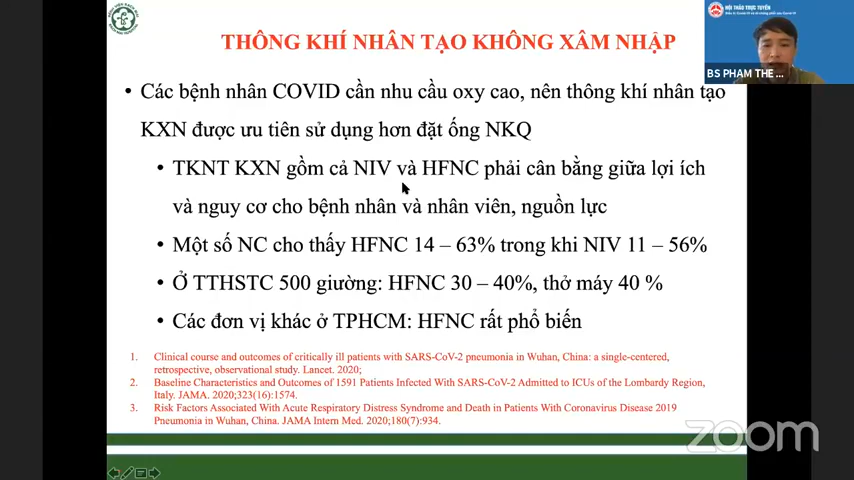 HỘI THẢO TRỰC TUYẾN
BS PHAM THE ...
THÔNG KHÍ NHÂN TẠO KHÔNG XÂM NHẬP
• Các bệnh nhân COVID cần nhu cầu oxy cao, nên thông khí nhân tạo
KXN được ưu tiên sử dụng hơn đặt ống NKQ
• TKNT KXN gồm cả NIV và HFNC phải cân bằng giữa lợi ích
và nguy cơ cho bệnh nhân và nhân viên, nguồn lực
• Một số NC cho thấy HFNC 14 – 63% trong khi NIV 11 – 56%
• Ở TTHSTC 500 giường: HFNC 30 – 40%, thở máy 40 %
• Các đơn vị khác ở TPHCM: HFNC rất phổ biến
1. Clinical course and outcomes of critically ill patients with SARS-CoV-2 pneumonia in Wuhan, China: a single-centered,
retrospective, observational study. Lancet. 2020;
2. Baseline Characteristics and Outcomes of 1591 Patients Infected With SARS-CoV-2 Admitted to ICUs of the Lombardy Region,
Italy. JAMA. 2020;323(16):1574.
3. Risk Factors Associated With Acute Respiratory Distress Syndrome and Death in Patients With Coronavirus Disease 2019
Pneumonia in Wuhan, China. JAMA Intern Med. 2020;180(7):934.
zoom